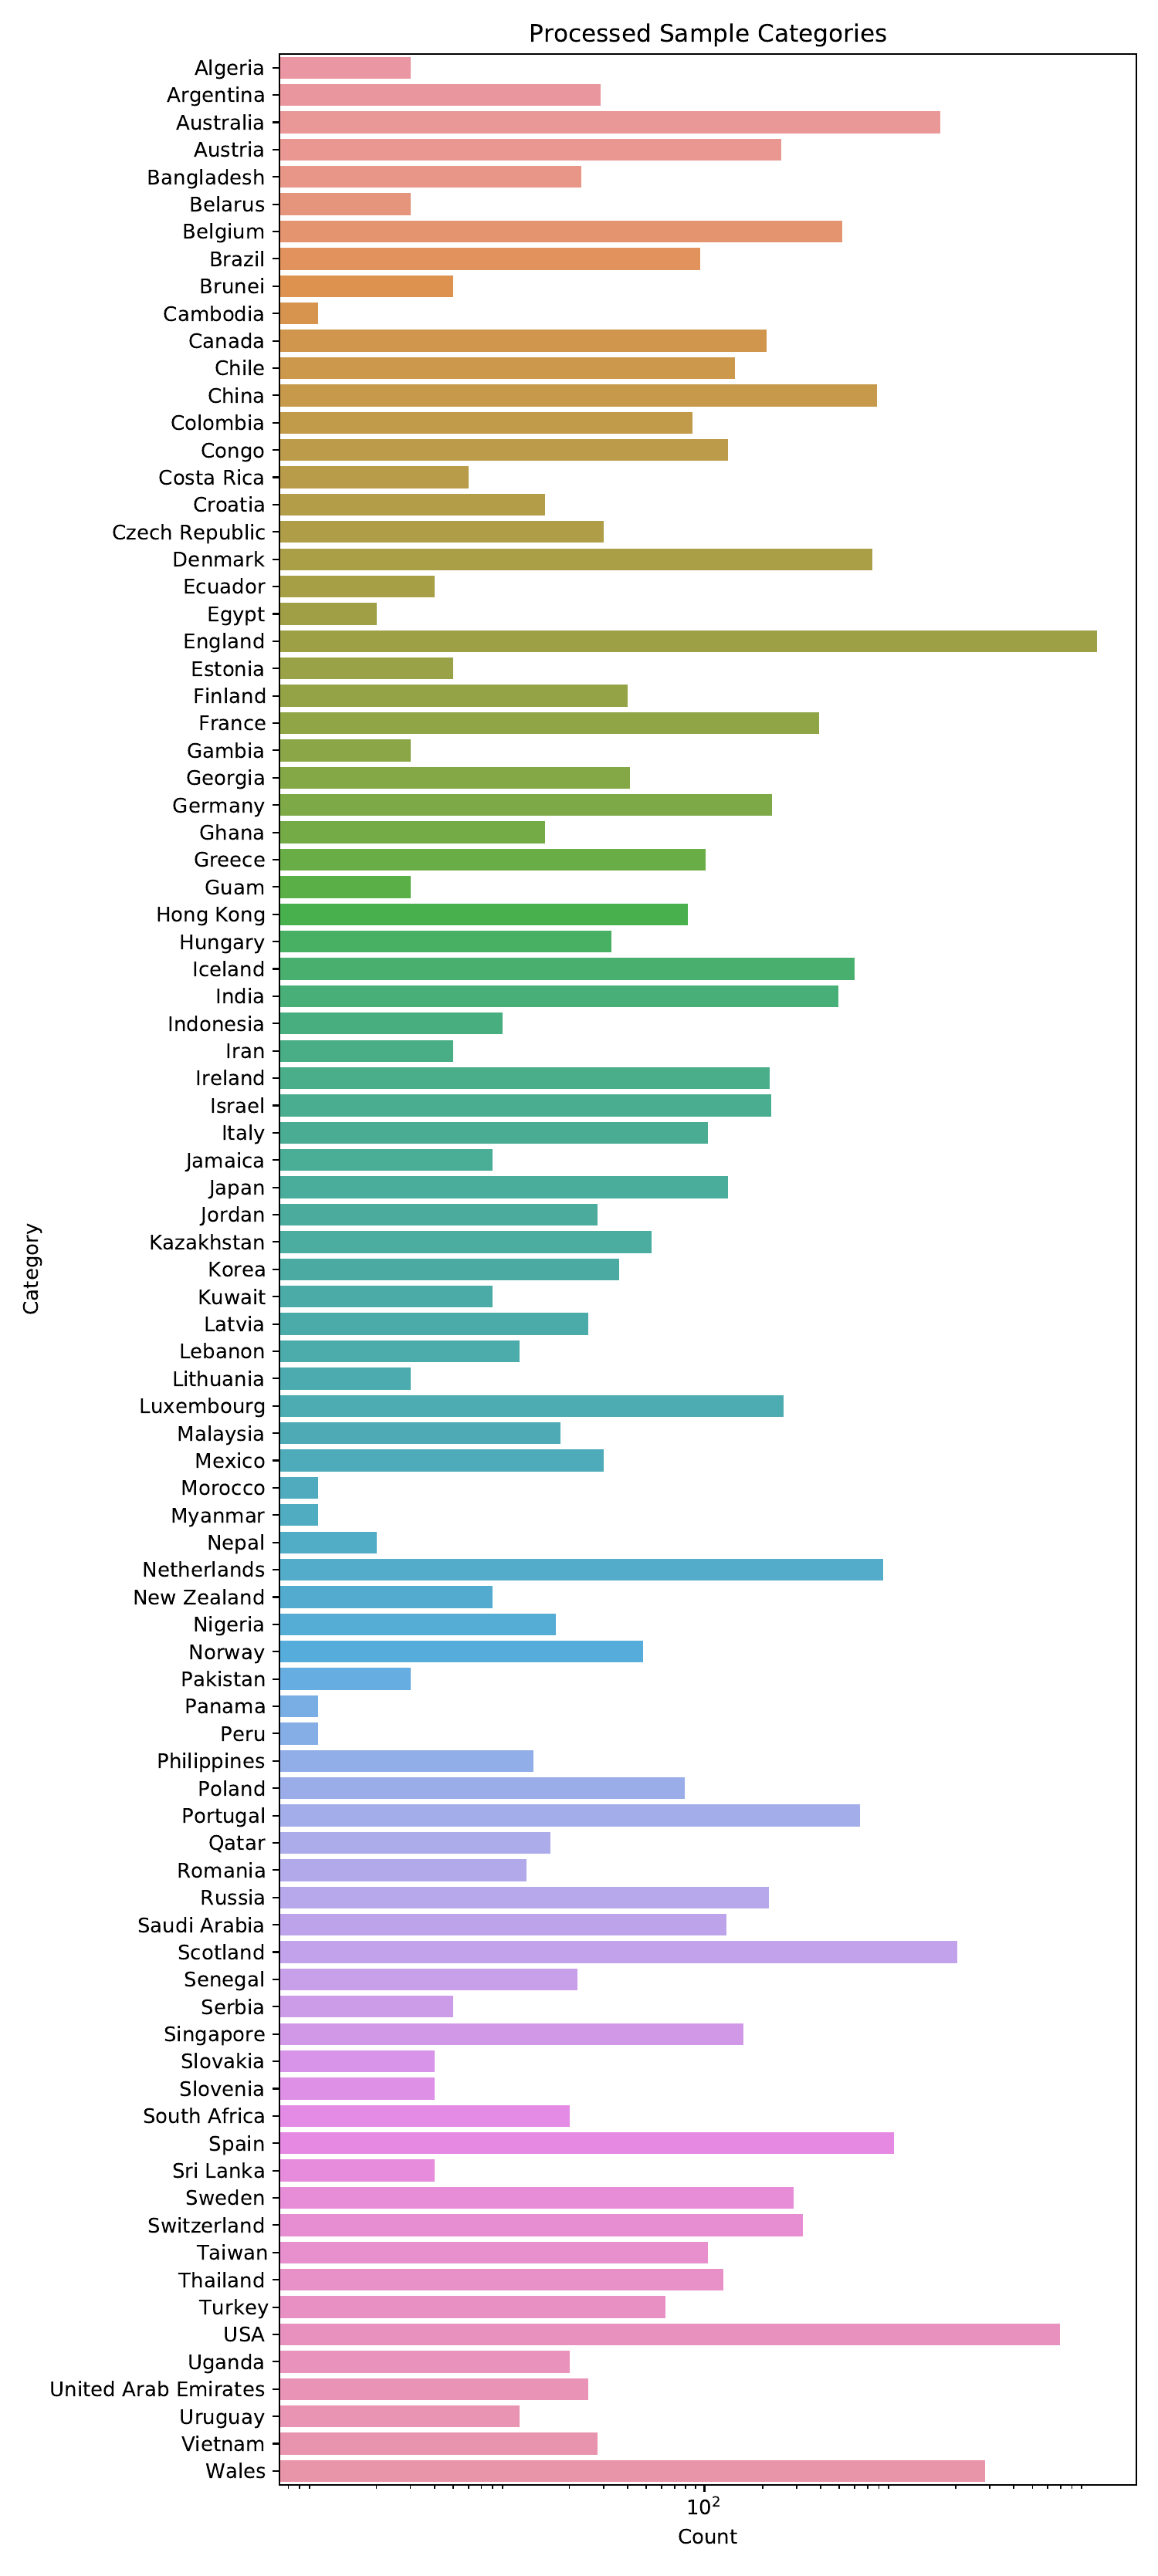 Processed Sample Categories
Algeria
Argentina
Australia
Austria
Bangladesh
Belarus
Belgium
Brazil
Brunei
Cambodia
Canada
Chile
China
Colombia
Congo
Costa Rica
Croatia
Czech Republic
Denmark
Ecuador
Egypt
England
Estonia
Finland
France
Gambia
Georgia
Germany
Ghana
Greece
Guam
Hong Kong
Hungary
Iceland
India
Indonesia
Iran
Ireland
Israel
Italy
Jamaica
Japan
Jordan
Kazakhstan
Korea
Kuwait
Latvia
Lebanon
Lithuania
Luxembourg
Malaysia
Mexico
Morocco
Myanmar
Nepal
Netherlands
New Zealand
Nigeria
Norway
Pakistan
Panama
Peru
Philippines
Poland
Portugal
Qatar
Romania
Russia
Saudi Arabia
Scotland
Senegal
Serbia
Singapore
Slovakia
Slovenia
South Africa
Spain
Sri Lanka
Sweden
Switzerland
Taiwan
Thailand
Turkey
USA
Uganda
United Arab Emirates
Uruguay
Vietnam
Wales
Category
10²
Count